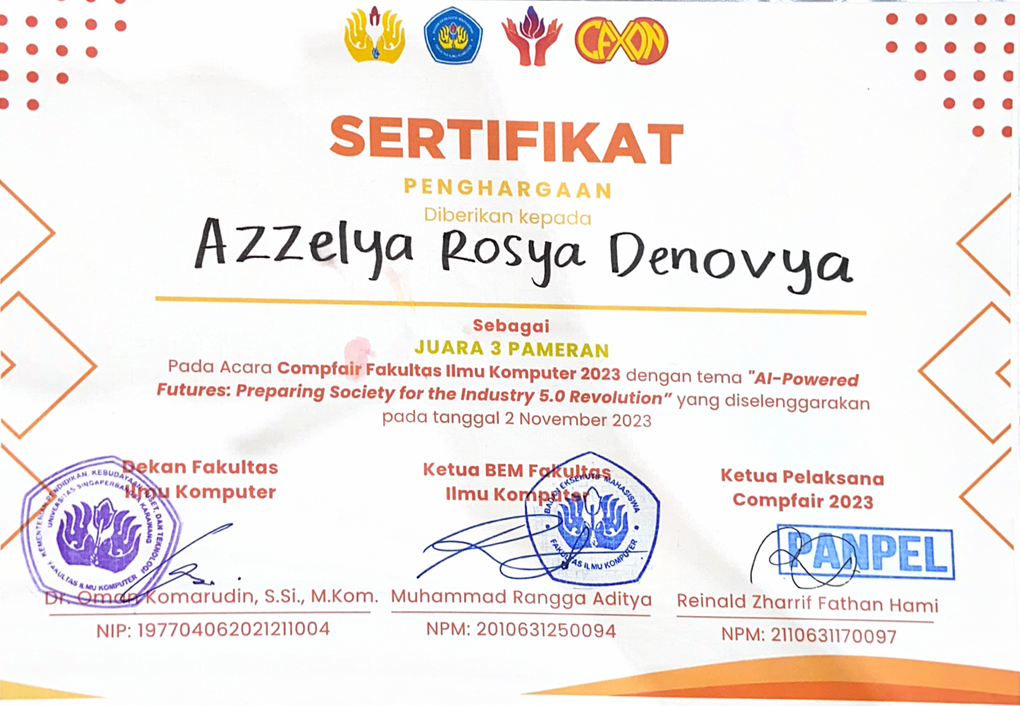 CFXON
SERTIFIKAT
PENGHARGAAN
Diberikan kepada
Azzelya Rosya Denovya
Sebagai
JUARA 3 PAMERAN
Pada Acara Compfair Fakultas Ilmu Komputer 2023 dengan tema "AI-Powered
Futures: Preparing Society for the Industry 5.0 Revolution" yang diselenggarakan
pada tanggal 2 November 2023
Dekan Fakultas
Ilmu Komputer
KEMENTERIAN PENDIDIKAN, KEBUDAYAAN, RISET, DAN TEKNOLOGI
UNIVERSITAS SINGAPERBANGSA KARAWANG
FAKULTAS ILMU KOMPUTER
Dr. Oman Komarudin, S.Si., M.Kom.
NIP: 197704062021211004
Ketua BEM Fakultas
Ilmu Komputer
BADAN EKSEKUTIF MAHASISWA
FAKULTAS ILMU KOMPUTER
Muhammad Rangga Aditya
NPM: 2010631250094
Ketua Pelaksana
Compfair 2023
PANPEL
Reinald Zharrif Fathan Hami
NPM: 2110631170097